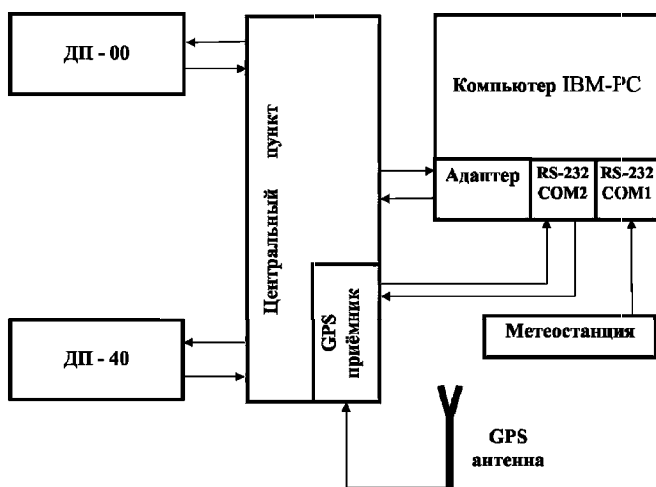 ДП - 00
Центральный пункт
Компьютер IBM-PC
Адаптер
RS-232
COM2
RS-232
COM1
GPS
приёмник
Метеостанция
ДП - 40
GPS
антенна